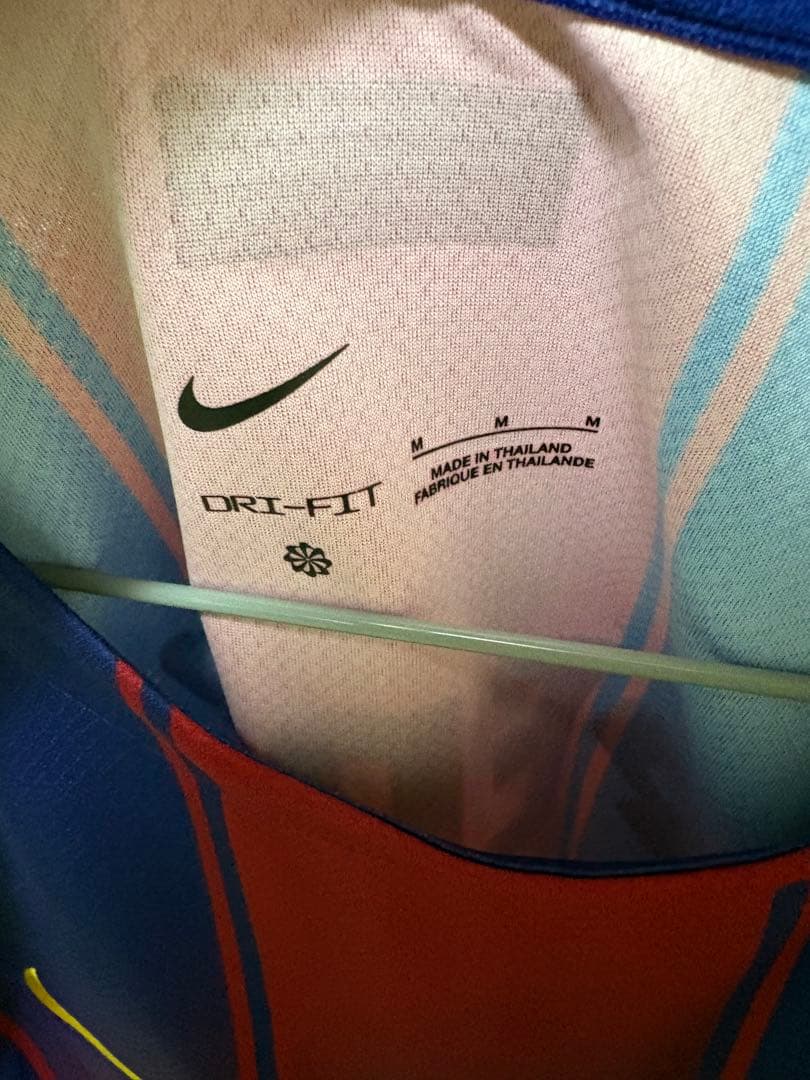 M M M
MADE IN THAILAND
FABRIQUE EN THAILANDE
DRI-FIT